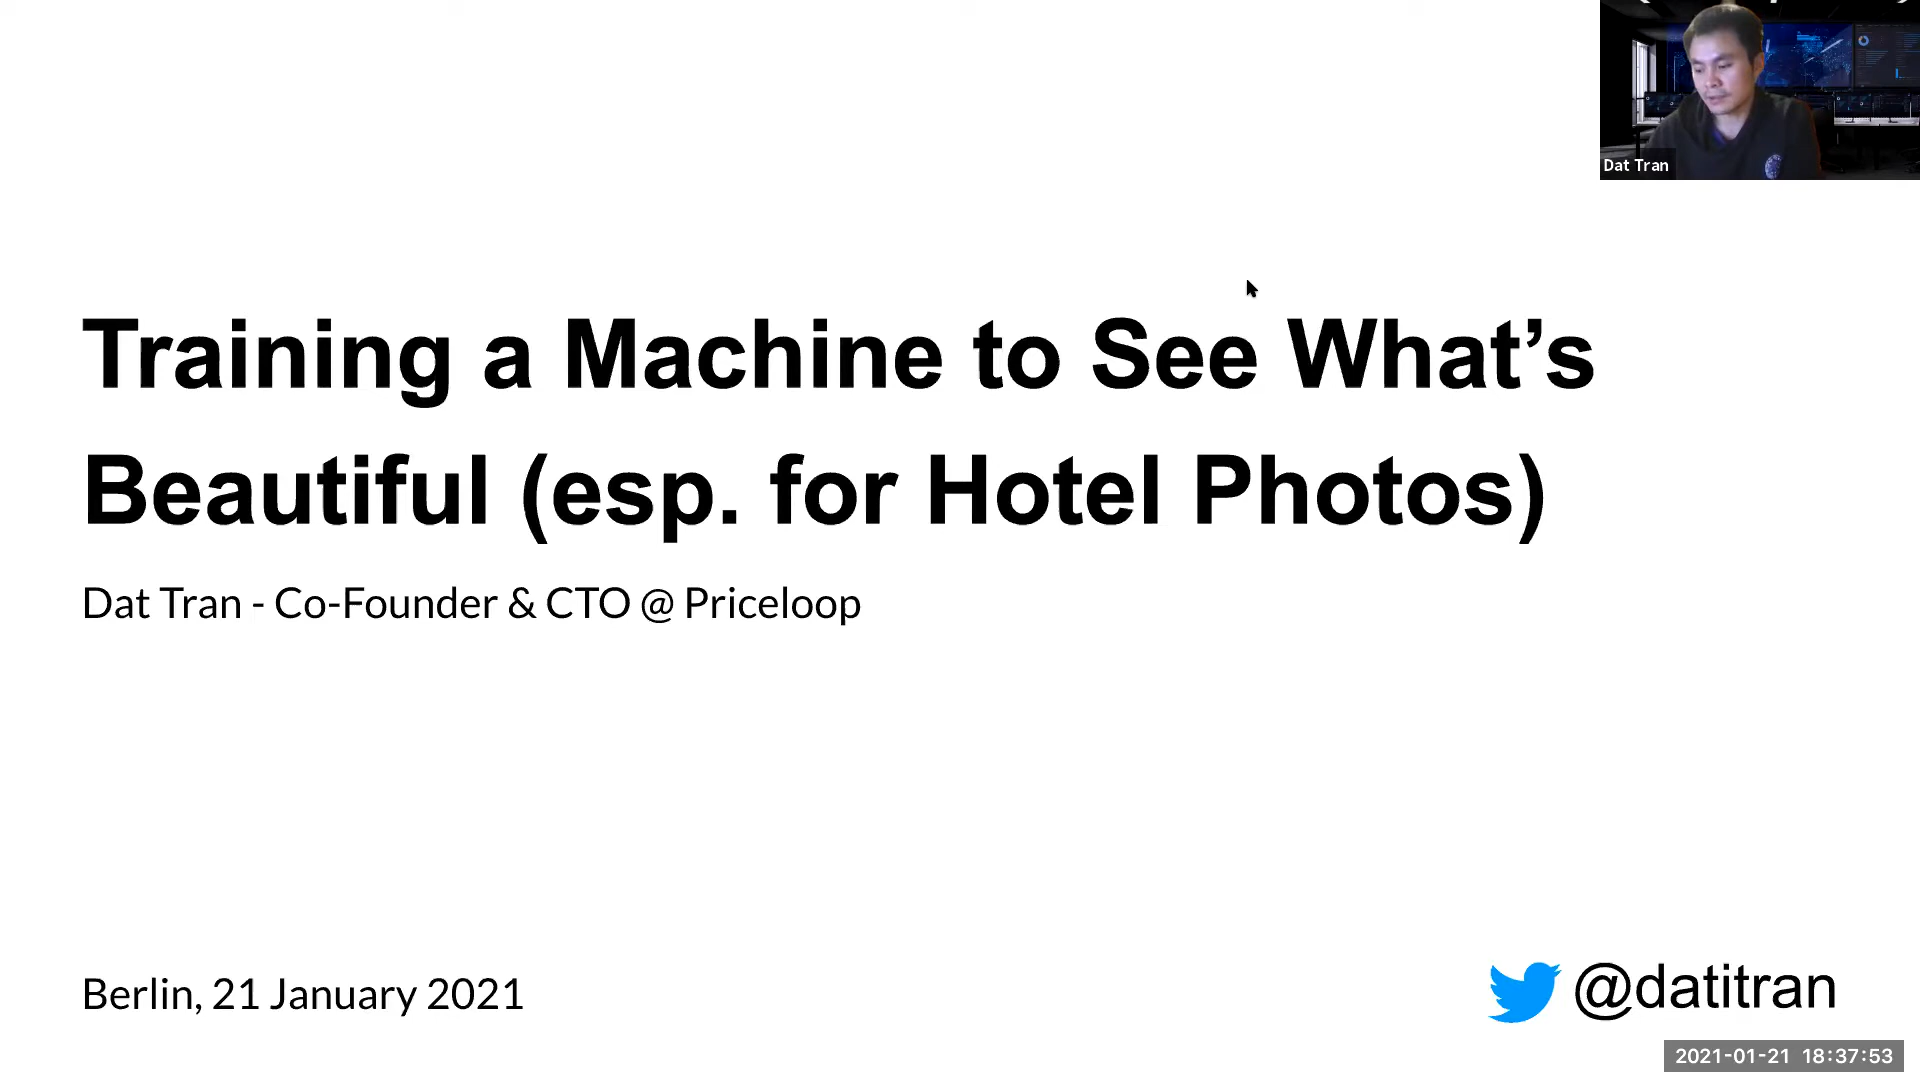 Dat Tran
Training a Machine to See What’s
Beautiful (esp. for Hotel Photos)
Dat Tran - Co-Founder & CTO @ Priceloop
Berlin, 21 January 2021
@datitran
2021-01-21 18:37:53